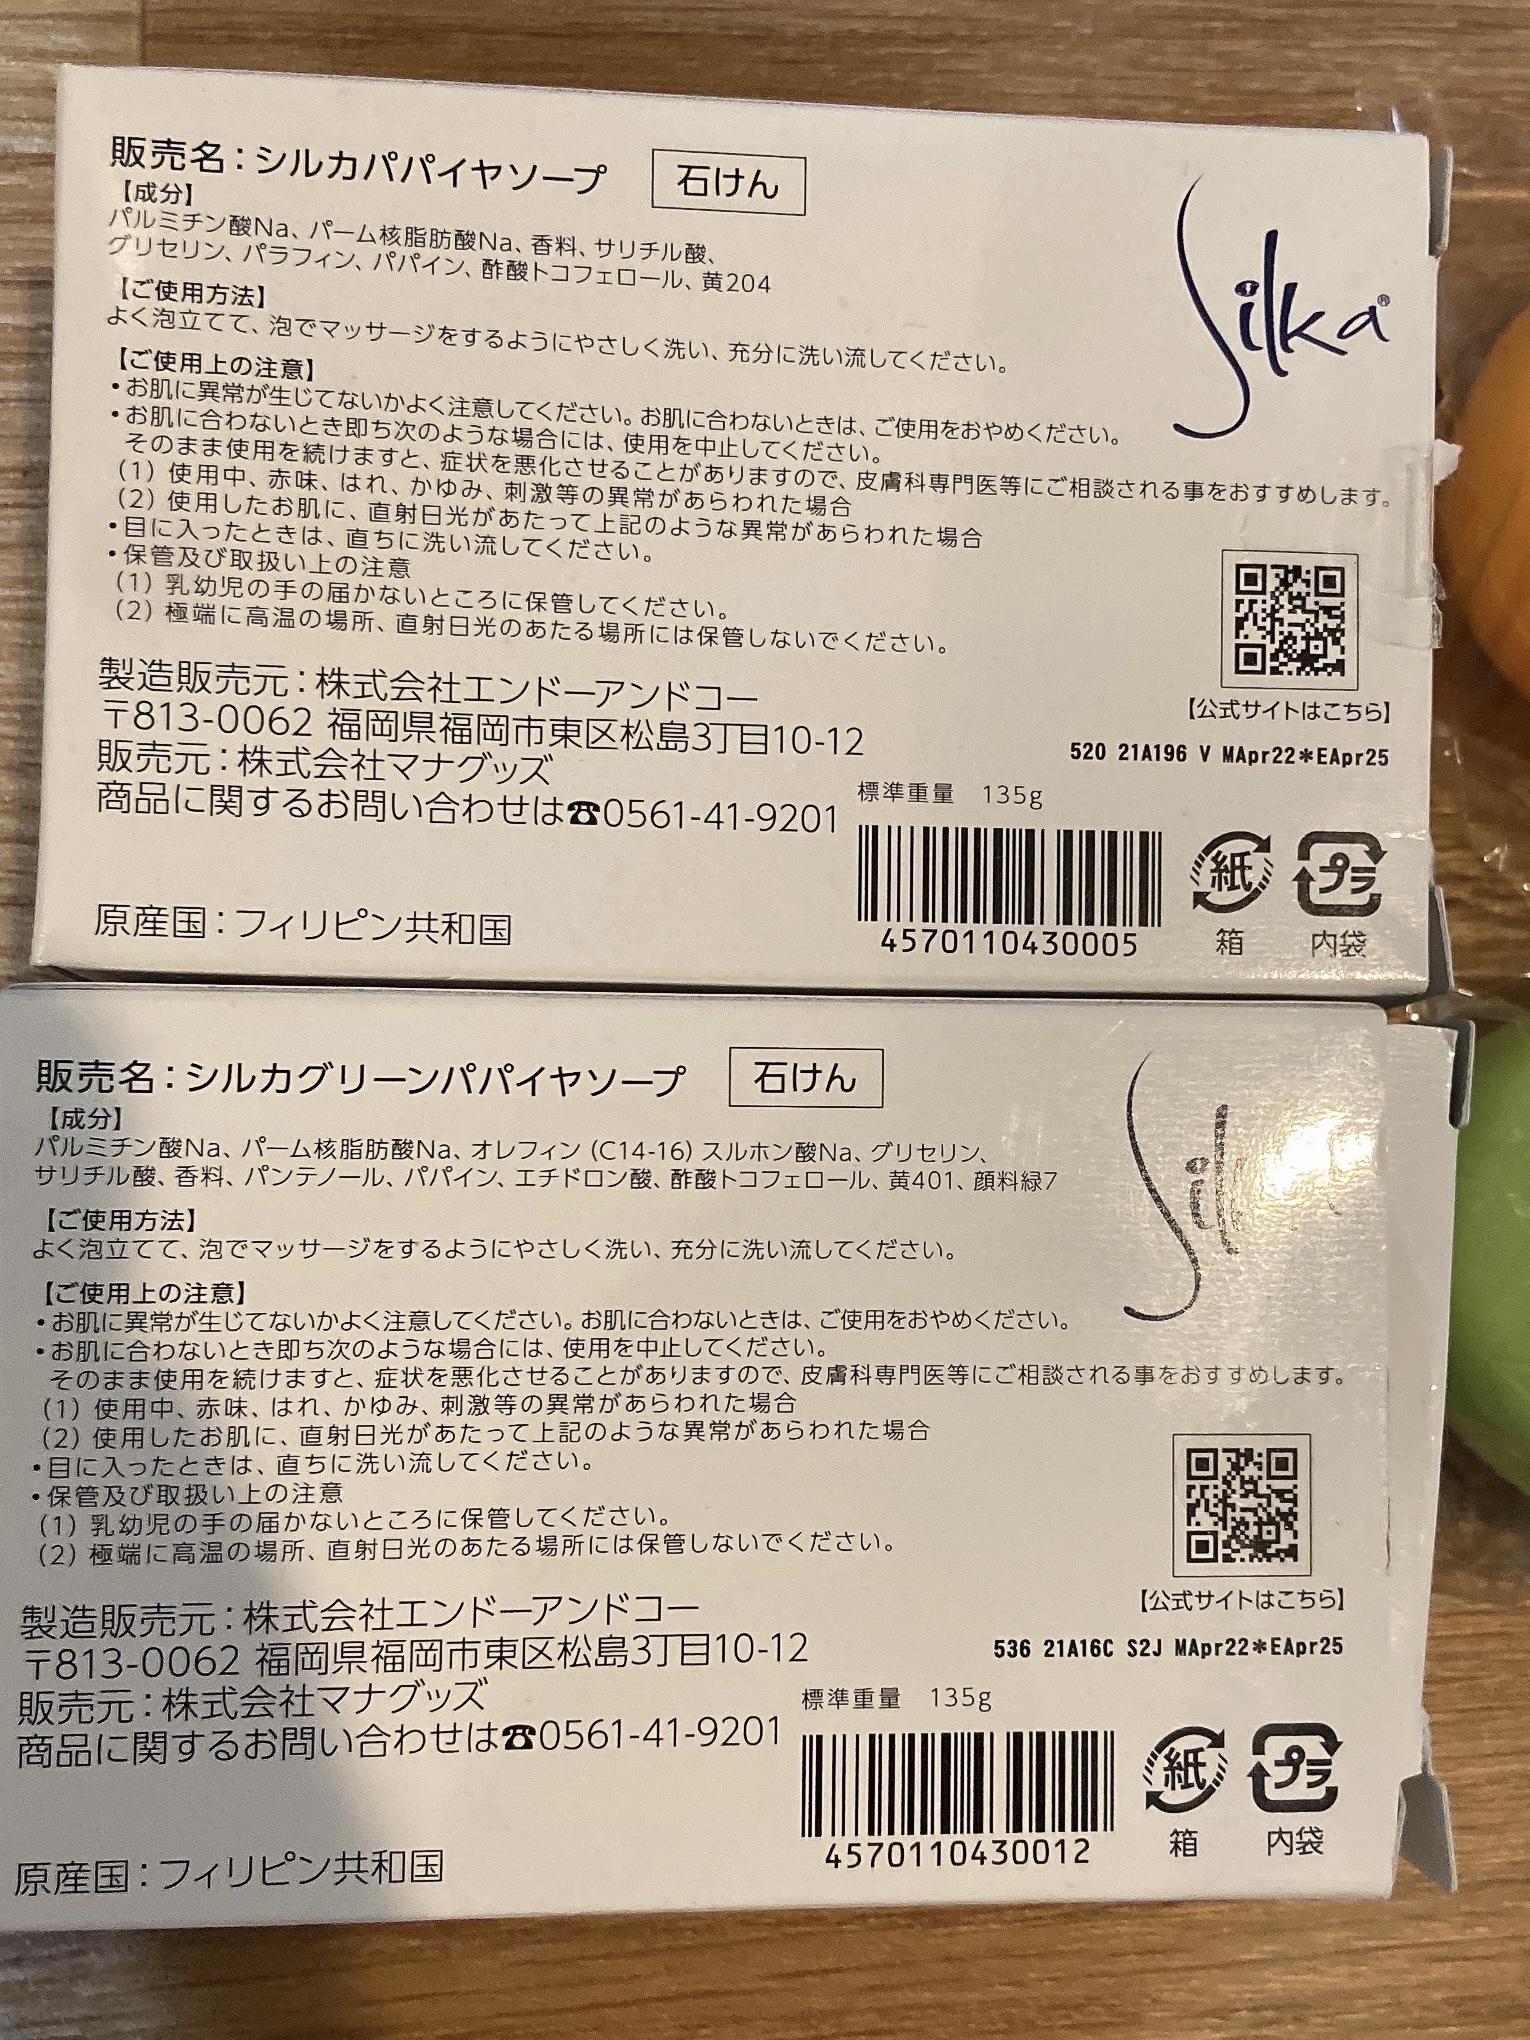 販売名：シルカパパイヤソープ 石けん
【成分】
パルミチン酸Na、パーム核脂肪酸Na、香料、サリチル酸、
グリセリン、パラフィン、パパイン、酢酸トコフェロール、黄204
【ご使用方法】
よく泡立てて、泡でマッサージをするようにやさしく洗い、充分に洗い流してください。
【ご使用上の注意】
・お肌に異常が生じてないかよく注意してください。お肌に合わないときは、ご使用をおやめください。
・お肌に合わないとき即ち次のような場合には、使用を中止してください。
そのまま使用を続けますと、症状を悪化させることがありますので、皮膚科専門医等にご相談される事をおすすめします。
(1) 使用中、赤味、はれ、かゆみ、刺激等の異常があらわれた場合
(2) 使用したお肌に、直射日光があたって上記のような異常があらわれた場合
・目に入ったときは、直ちに洗い流してください。
・保管及び取扱い上の注意
(1) 乳幼児の手の届かないところに保管してください。
(2) 極端に高温の場所、直射日光のあたる場所には保管しないでください。
製造販売元：株式会社エンドーアンドコー
〒813-0062 福岡県福岡市東区松島3丁目10-12
販売元：株式会社マナグッズ
商品に関するお問い合わせは☎0561-41-9201
原産国：フィリピン共和国
Silka®
【公式サイトはこちら】
520 21A196 V MApr22*EApr25
標準重量 135g
4570110430005
紙 プラ
箱 内袋
販売名：シルカグリーンパパイヤソープ 石けん
【成分】
パルミチン酸Na、パーム核脂肪酸Na、オレフィン (C14-16) スルホン酸Na、グリセリン、
サリチル酸、香料、パンテノール、パパイン、エチドロン酸、酢酸トコフェロール、黄401、顔料緑7
【ご使用方法】
よく泡立てて、泡でマッサージをするようにやさしく洗い、充分に洗い流してください。
【ご使用上の注意】
・お肌に異常が生じてないかよく注意してください。お肌に合わないときは、ご使用をおやめください。
・お肌に合わないとき即ち次のような場合には、使用を中止してください。
そのまま使用を続けますと、症状を悪化させることがありますので、皮膚科専門医等にご相談される事をおすすめします。
(1) 使用中、赤味、はれ、かゆみ、刺激等の異常があらわれた場合
(2) 使用したお肌に、直射日光があたって上記のような異常があらわれた場合
・目に入ったときは、直ちに洗い流してください。
・保管及び取扱い上の注意
(1) 乳幼児の手の届かないところに保管してください。
(2) 極端に高温の場所、直射日光のあたる場所には保管しないでください。
製造販売元：株式会社エンドーアンドコー
〒813-0062 福岡県福岡市東区松島3丁目10-12
販売元：株式会社マナグッズ
商品に関するお問い合わせは☎0561-41-9201
原産国：フィリピン共和国
【公式サイトはこちら】
536 21A16C S2J MApr22*EApr25
標準重量 135g
4570110430012
紙 プラ
箱 内袋